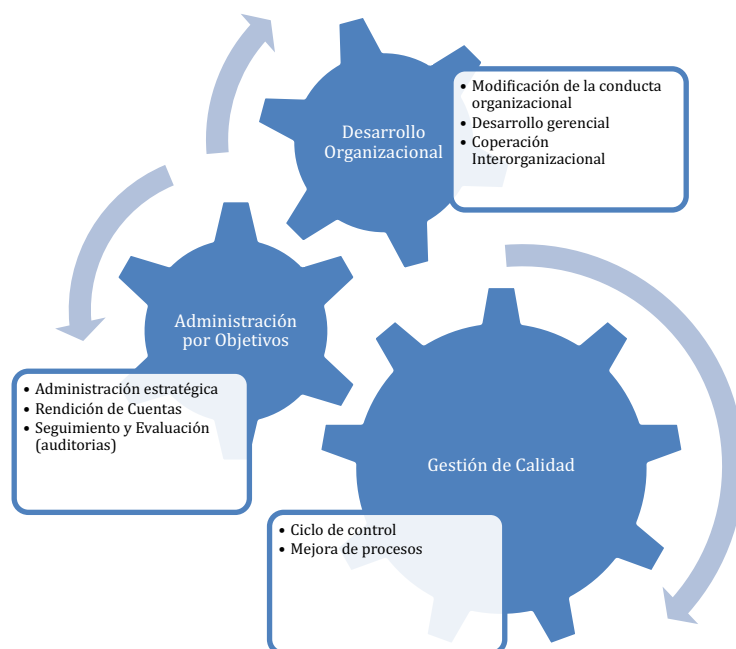 Desarrollo
Organizacional
• Modificación de la conducta
organizacional
• Desarrollo gerencial
• Coperación
Interorganizacional
Administración
por Objetivos
• Administración estratégica
• Rendición de Cuentas
• Seguimiento y Evaluación
(auditorias)
Gestión de Calidad
• Ciclo de control
• Mejora de procesos